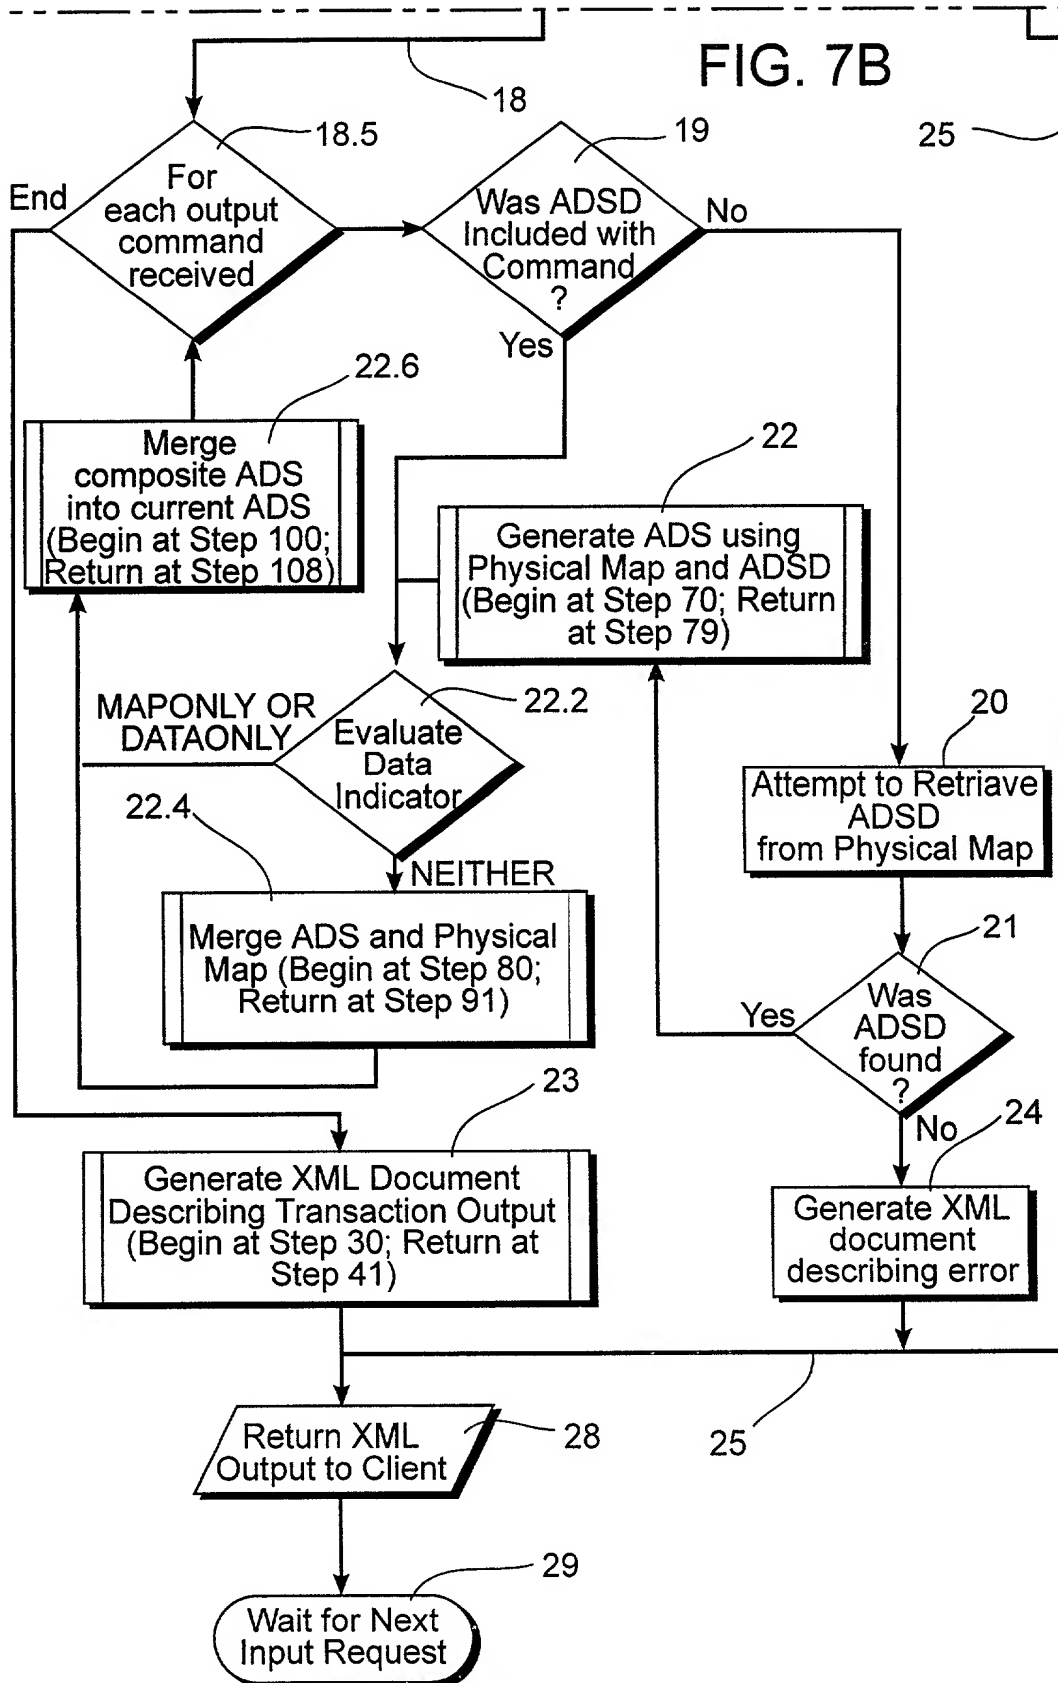 FIG. 7B
18
25
18.5
For
each output
command
received
End
19
Was ADSD
Included with
Command
?
No
Yes
22.6
Merge
composite ADS
into current ADS
(Begin at Step 100;
Return at Step 108)
22
Generate ADS using
Physical Map and ADSD
(Begin at Step 70; Return
at Step 79)
MAPONLY OR
DATAONLY
22.2
Evaluate
Data
Indicator
20
Attempt to Retriave
ADSD
from Physical Map
22.4
NEITHER
Merge ADS and Physical
Map (Begin at Step 80;
Return at Step 91)
21
Was
ADSD
found
?
Yes
No
23
Generate XML Document
Describing Transaction Output
(Begin at Step 30; Return at
Step 41)
24
Generate XML
document
describing error
25
28
Return XML
Output to Client
29
Wait for Next
Input Request